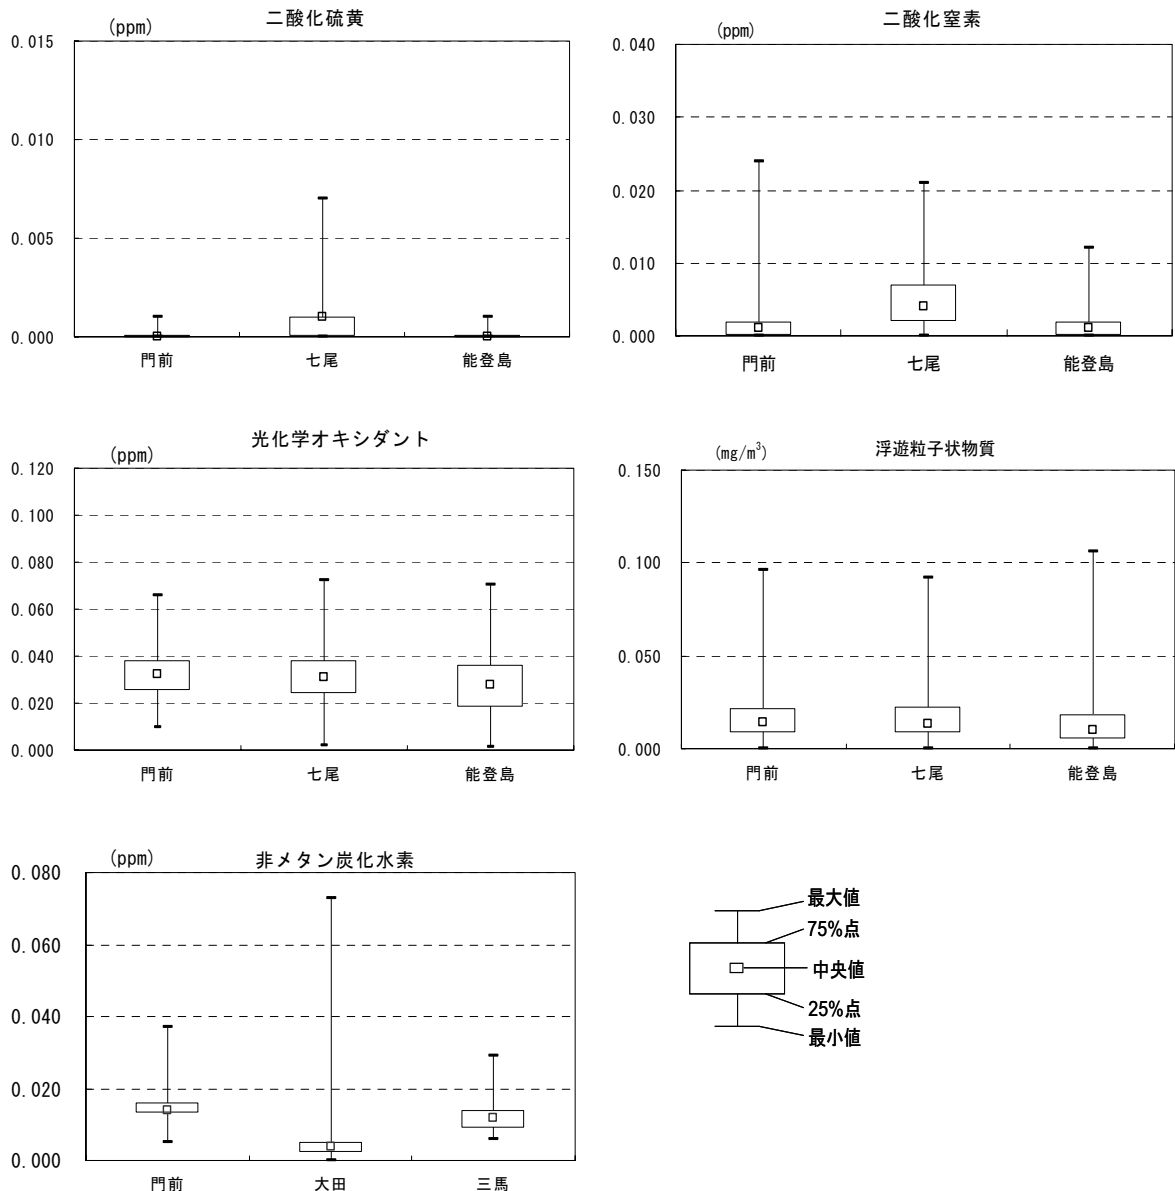 二酸化硫黄
(ppm)
0.015
0.010
0.005
0.000
門前 七尾 能登島
二酸化窒素
(ppm)
0.040
0.030
0.020
0.010
0.000
門前 七尾 能登島
光化学オキシダント
(ppm)
0.120
0.100
0.080
0.060
0.040
0.020
0.000
門前 七尾 能登島
浮遊粒子状物質
(mg/m³)
0.150
0.100
0.050
0.000
門前 七尾 能登島
非メタン炭化水素
(ppm)
0.080
0.060
0.040
0.020
0.000
門前 大田 三馬
最大値
75%点
中央値
25%点
最小値